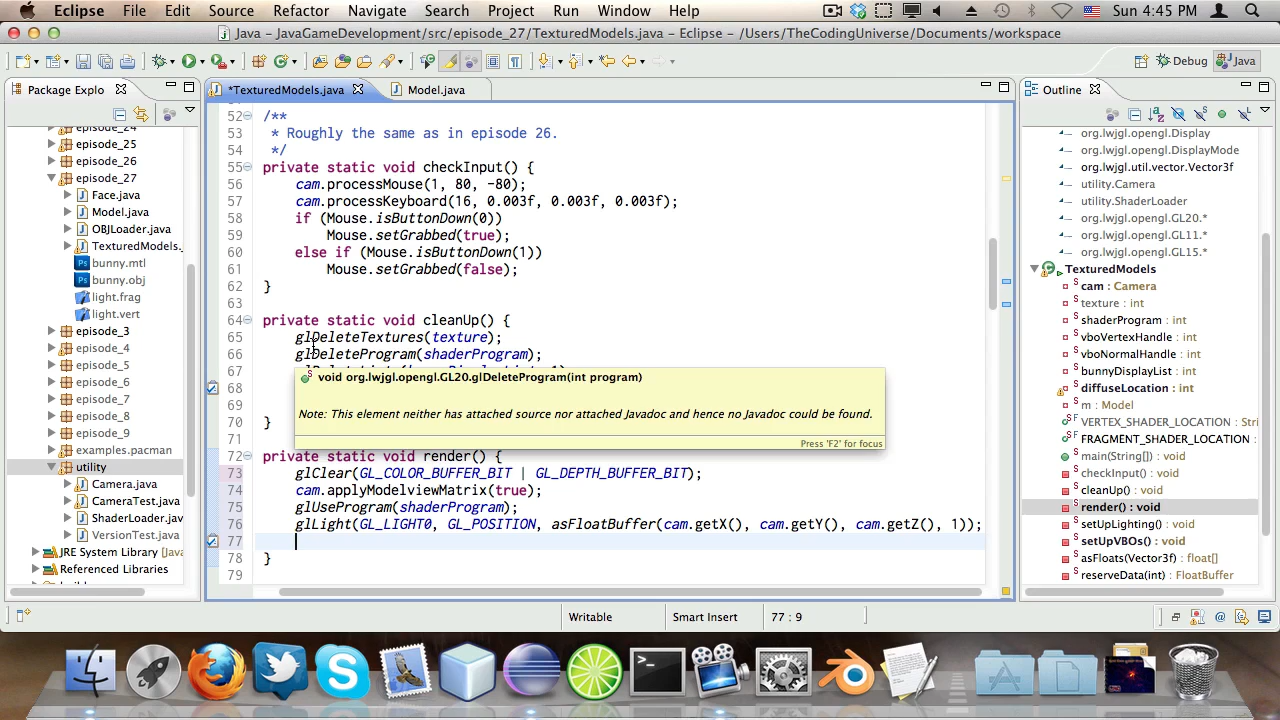 Eclipse File Edit Source Refactor Navigate Search Project Run Window Help Sun 4:45 PM
Java – JavaGameDevelopment/src/episode_27/TexturedModels.java – Eclipse – /Users/TheCodingUniverse/Documents/workspace
Debug Java
Package Explo
episode_24
episode_25
episode_26
episode_27
Face.java
Model.java
OBJLoader.java
TexturedModels.
bunny.mtl
bunny.obj
light.frag
light.vert
episode_3
episode_4
episode_5
episode_6
episode_7
episode_8
episode_9
examples.pacman
utility
Camera.java
CameraTest.java
ShaderLoader.jav
VersionTest.java
JRE System Library [Java
Referenced Libraries
*TexturedModels.java Model.java
52 /**
53 * Roughly the same as in episode 26.
54 */
55 private static void checkInput() {
56 cam.processMouse(1, 80, -80);
57 cam.processKeyboard(16, 0.003f, 0.003f, 0.003f);
58 if (Mouse.isButtonDown(0))
59 Mouse.setGrabbed(true);
60 else if (Mouse.isButtonDown(1))
61 Mouse.setGrabbed(false);
62 }
63
64 private static void cleanUp() {
65 glDeleteTextures(texture);
66 glDeleteProgram(shaderProgram);
67
void org.lwjgl.opengl.GL20.glDeleteProgram(int program)
68
Note: This element neither has attached source nor attached Javadoc and hence no Javadoc could be found.
69
70 }
Press 'F2' for focus
71
72 private static void render() {
73 glClear(GL_COLOR_BUFFER_BIT | GL_DEPTH_BUFFER_BIT);
74 cam.applyModelviewMatrix(true);
75 glUseProgram(shaderProgram);
76 glLight(GL_LIGHT0, GL_POSITION, asFloatBuffer(cam.getX(), cam.getY(), cam.getZ(), 1));
77
78 }
79
Outline
org.lwjgl.opengl.Display
org.lwjgl.opengl.DisplayMode
org.lwjgl.util.vector.Vector3f
utility.Camera
utility.ShaderLoader
org.lwjgl.opengl.GL20.*
org.lwjgl.opengl.GL11.*
org.lwjgl.opengl.GL15.*
TexturedModels
cam : Camera
texture : int
shaderProgram : int
vboVertexHandle : int
vboNormalHandle : int
bunnyDisplayList : int
diffuseLocation : int
m : Model
VERTEX_SHADER_LOCATION : Stri
FRAGMENT_SHADER_LOCATION :
main(String[]) : void
checkInput() : void
cleanUp() : void
render() : void
setUpLighting() : void
setUpVBOs() : void
asFloats(Vector3f) : float[]
reserveData(int) : FloatBuffer
Writable Smart Insert 77 : 9